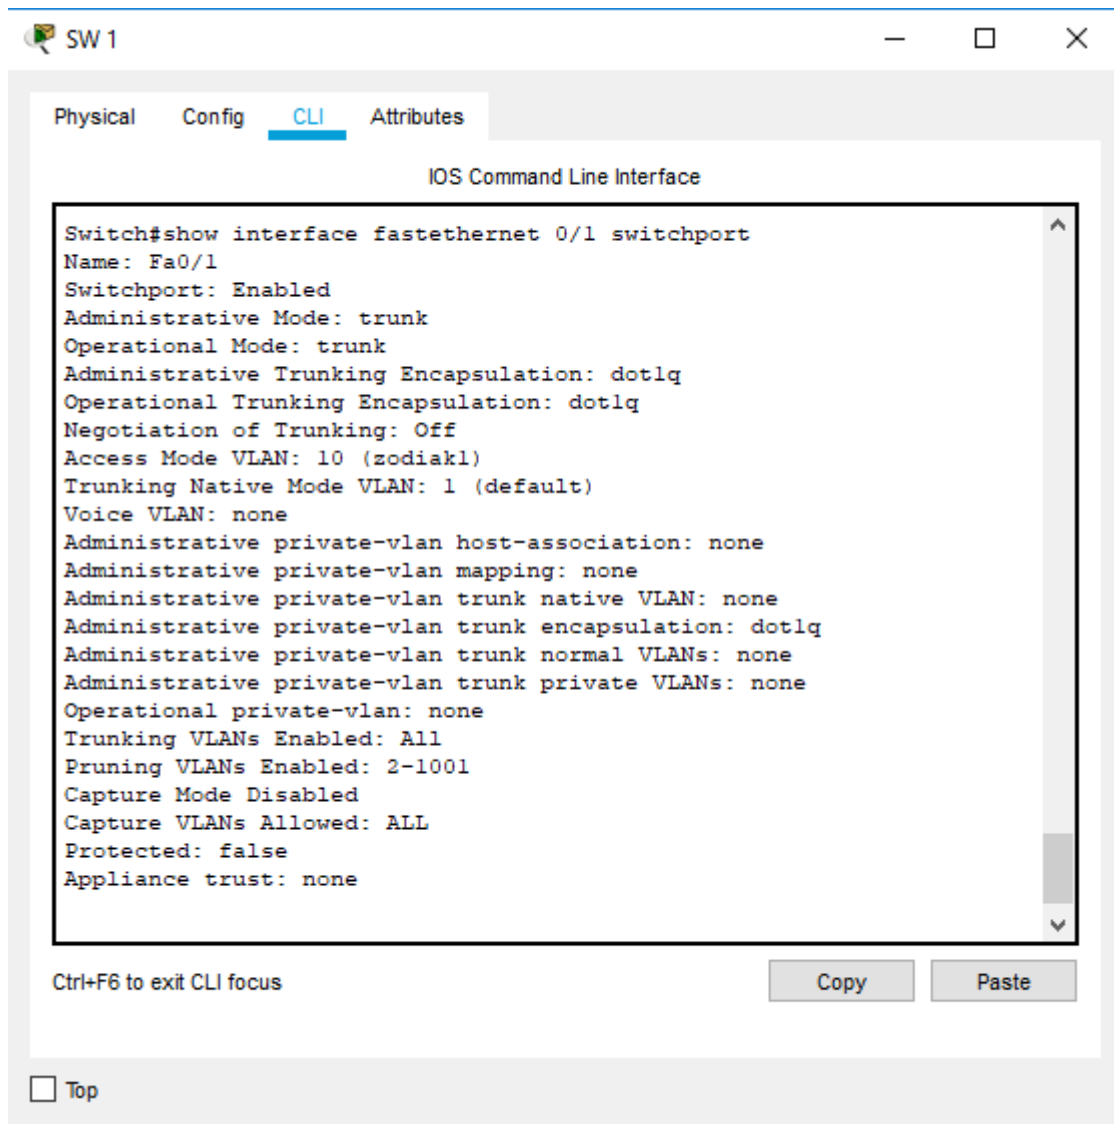 SW 1
Physical Config CLI Attributes
IOS Command Line Interface
Switch#show interface fastethernet 0/1 switchport
Name: Fa0/1
Switchport: Enabled
Administrative Mode: trunk
Operational Mode: trunk
Administrative Trunking Encapsulation: dot1q
Operational Trunking Encapsulation: dot1q
Negotiation of Trunking: Off
Access Mode VLAN: 10 (zodiak1)
Trunking Native Mode VLAN: 1 (default)
Voice VLAN: none
Administrative private-vlan host-association: none
Administrative private-vlan mapping: none
Administrative private-vlan trunk native VLAN: none
Administrative private-vlan trunk encapsulation: dot1q
Administrative private-vlan trunk normal VLANs: none
Administrative private-vlan trunk private VLANs: none
Operational private-vlan: none
Trunking VLANs Enabled: All
Pruning VLANs Enabled: 2-1001
Capture Mode Disabled
Capture VLANs Allowed: ALL
Protected: false
Appliance trust: none
Ctrl+F6 to exit CLI focus
Copy Paste
Top